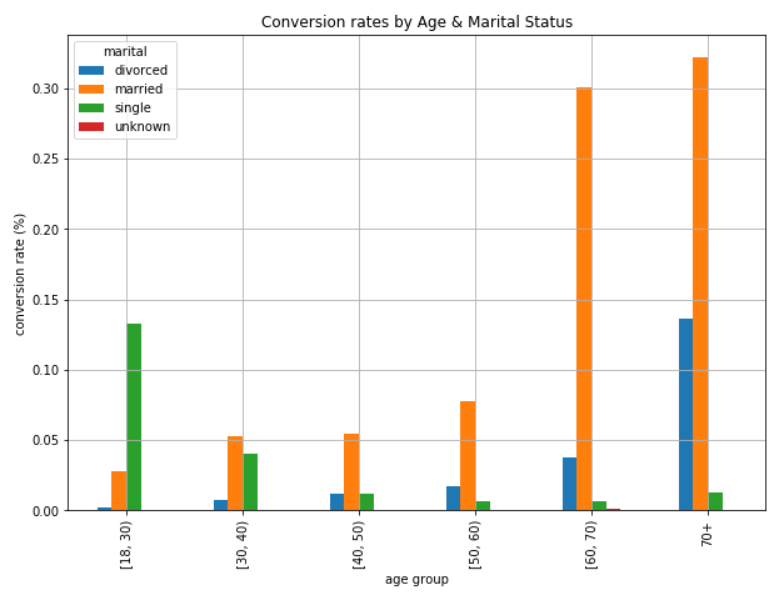 Conversion rates by Age & Marital Status
marital
divorced
married
single
unknown
0.30
0.25
0.20
0.15
0.10
0.05
0.00
conversion rate (%)
[18, 30)
[30, 40)
[40, 50)
[50, 60)
[60, 70)
70+
age group